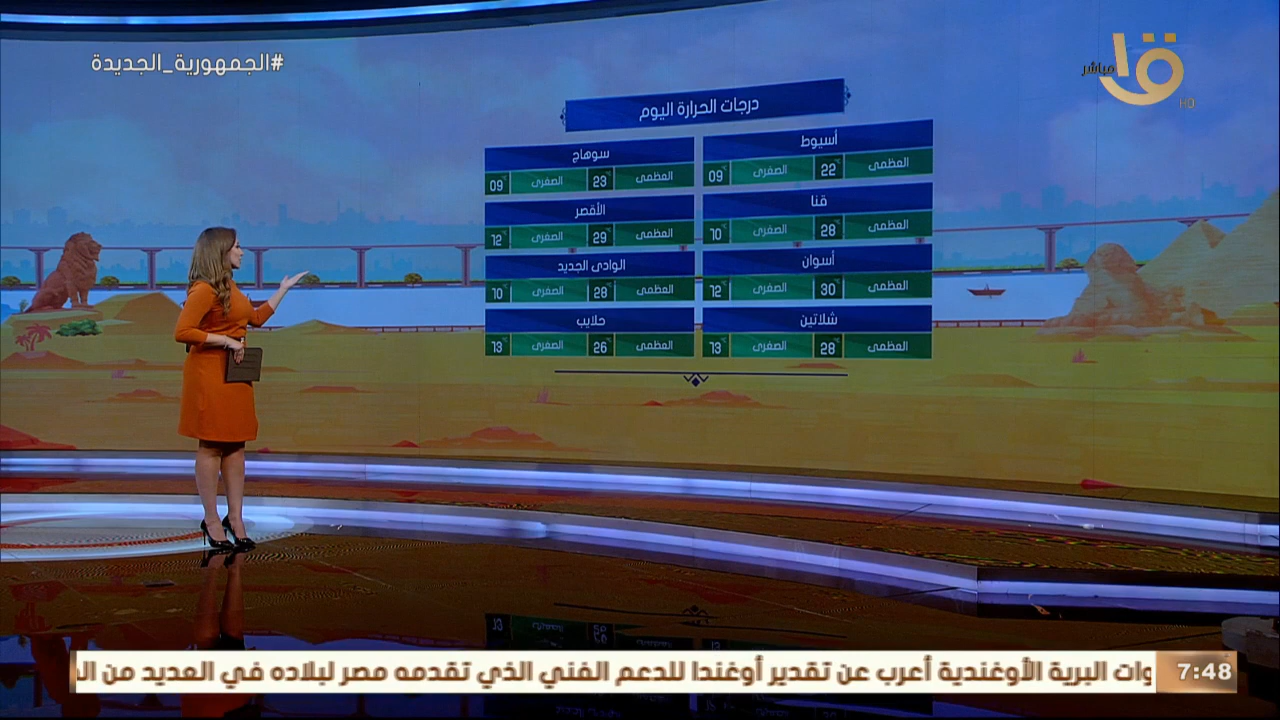 #الجمهورية_الجديدة
مباشر
HD
درجات الحرارة اليوم
أسيوط
العظمى 22 الصغرى 09
سوهاج
العظمى 23 الصغرى 09
قنا
العظمى 28 الصغرى 10
الأقصر
العظمى 29 الصغرى 12
أسوان
العظمى 30 الصغرى 12
الوادى الجديد
العظمى 28 الصغرى 10
شلاتين
العظمى 28 الصغرى 13
حلايب
العظمى 26 الصغرى 13
7:48
وات البرية الأوغندية أعرب عن تقدير أوغندا للدعم الفني الذي تقدمه مصر لبلاده في العديد من ال